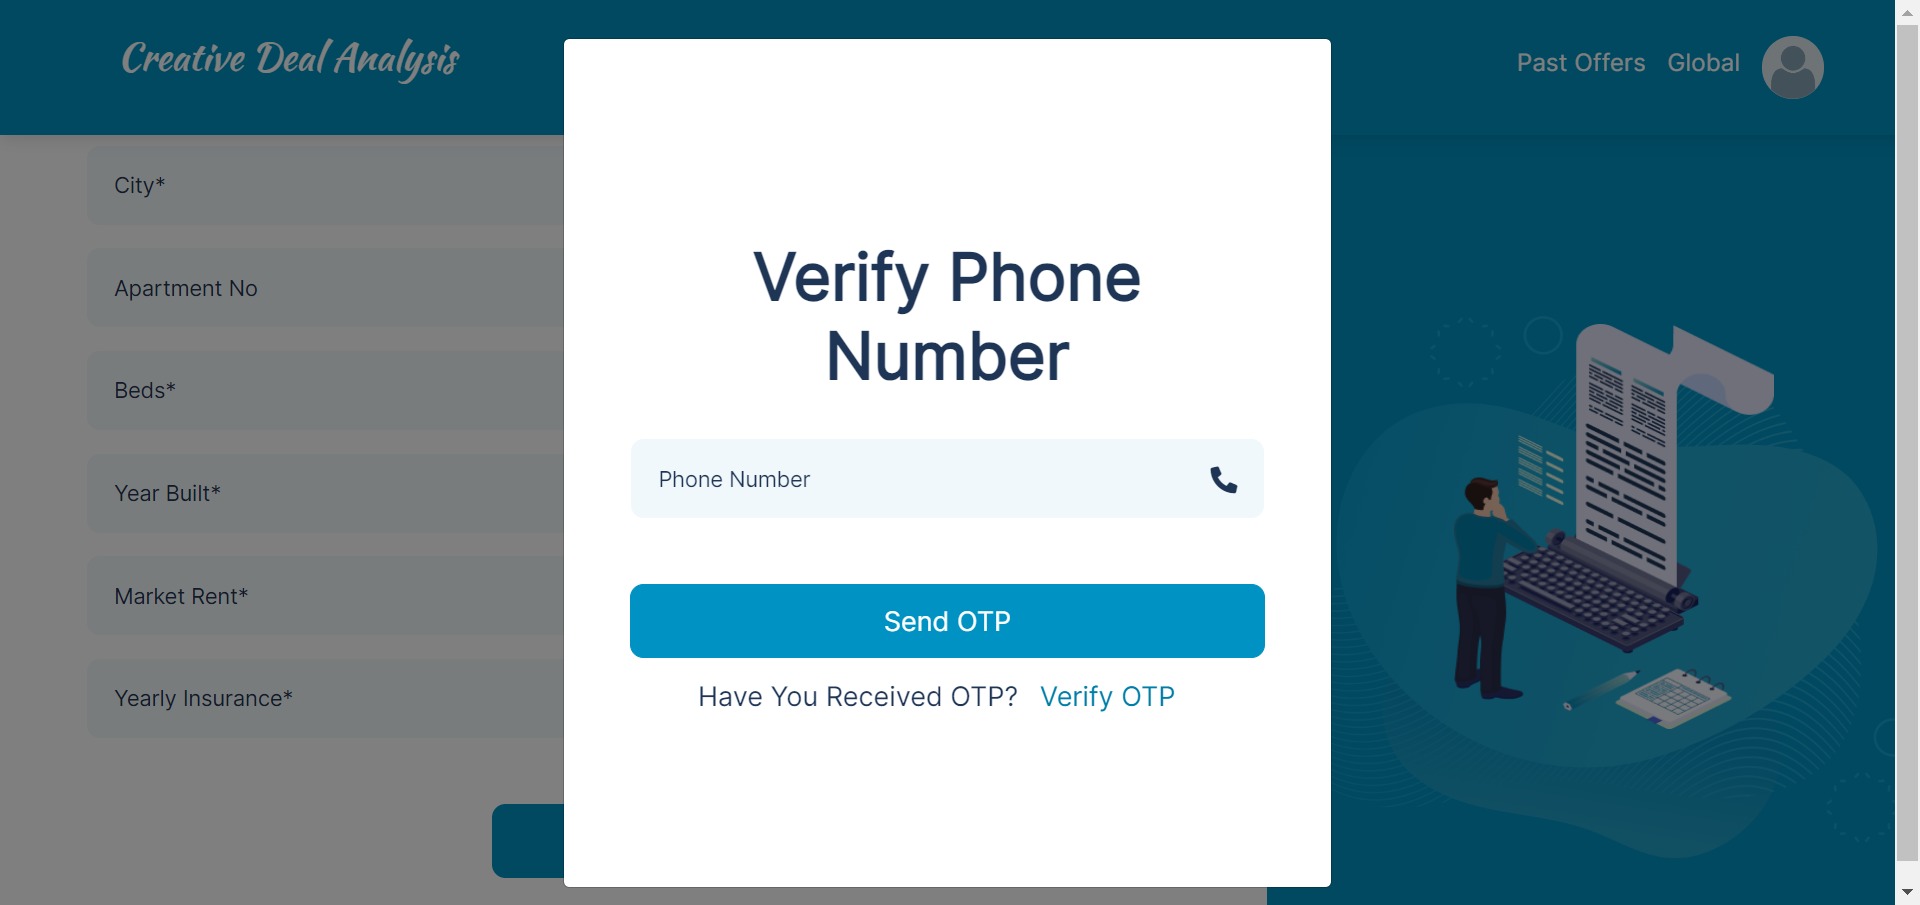 Creative Deal Analysis
Past Offers
Global
City*
Apartment No
Beds*
Year Built*
Market Rent*
Yearly Insurance*
Verify Phone
Number
Phone Number
Send OTP
Have You Received OTP? Verify OTP